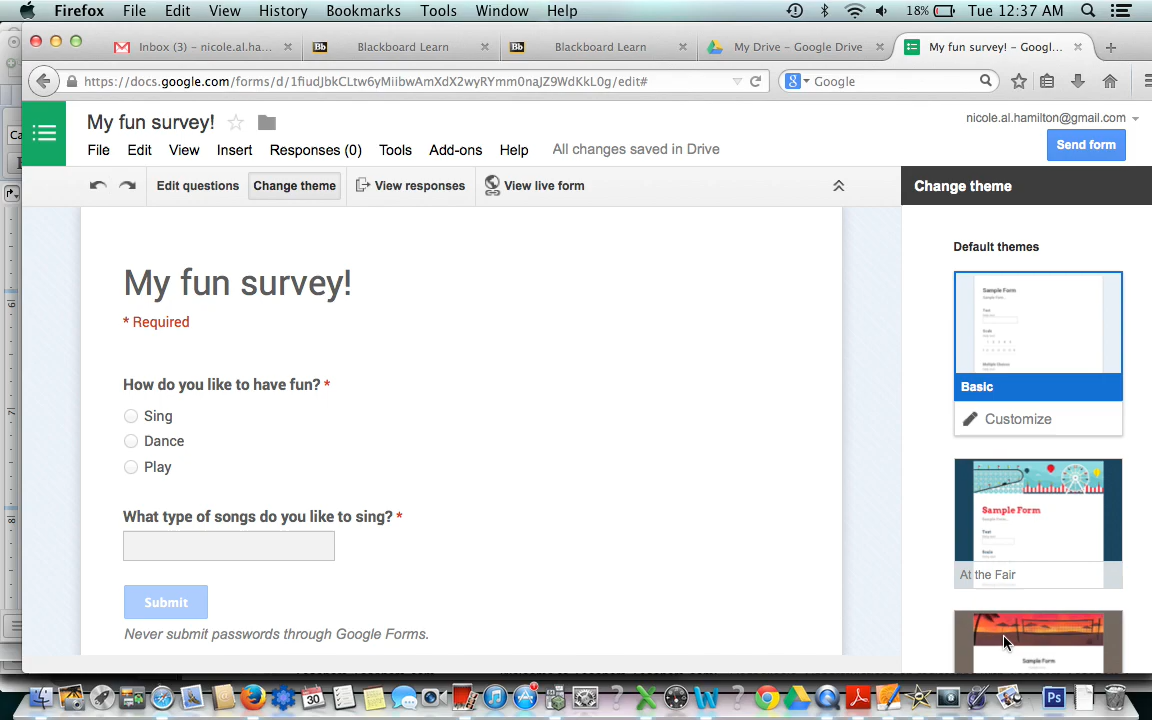 Firefox File Edit View History Bookmarks Tools Window Help 18% Tue 12:37 AM
Inbox (3) – nicole.al.ha... Blackboard Learn Blackboard Learn My Drive – Google Drive My fun survey! – Googl...
https://docs.google.com/forms/d/1fiudJbkCLtw6yMiibwAmXdX2wyRYmm0naJZ9WdKkL0g/edit# Google
My fun survey! nicole.al.hamilton@gmail.com
File Edit View Insert Responses (0) Tools Add-ons Help All changes saved in Drive Send form
Edit questions Change theme View responses View live form Change theme
Default themes
My fun survey!
* Required
How do you like to have fun? *
Sing
Dance
Play
What type of songs do you like to sing? *
Submit
Never submit passwords through Google Forms.
Sample Form
Basic
Customize
Sample Form
At the Fair
Sample Form